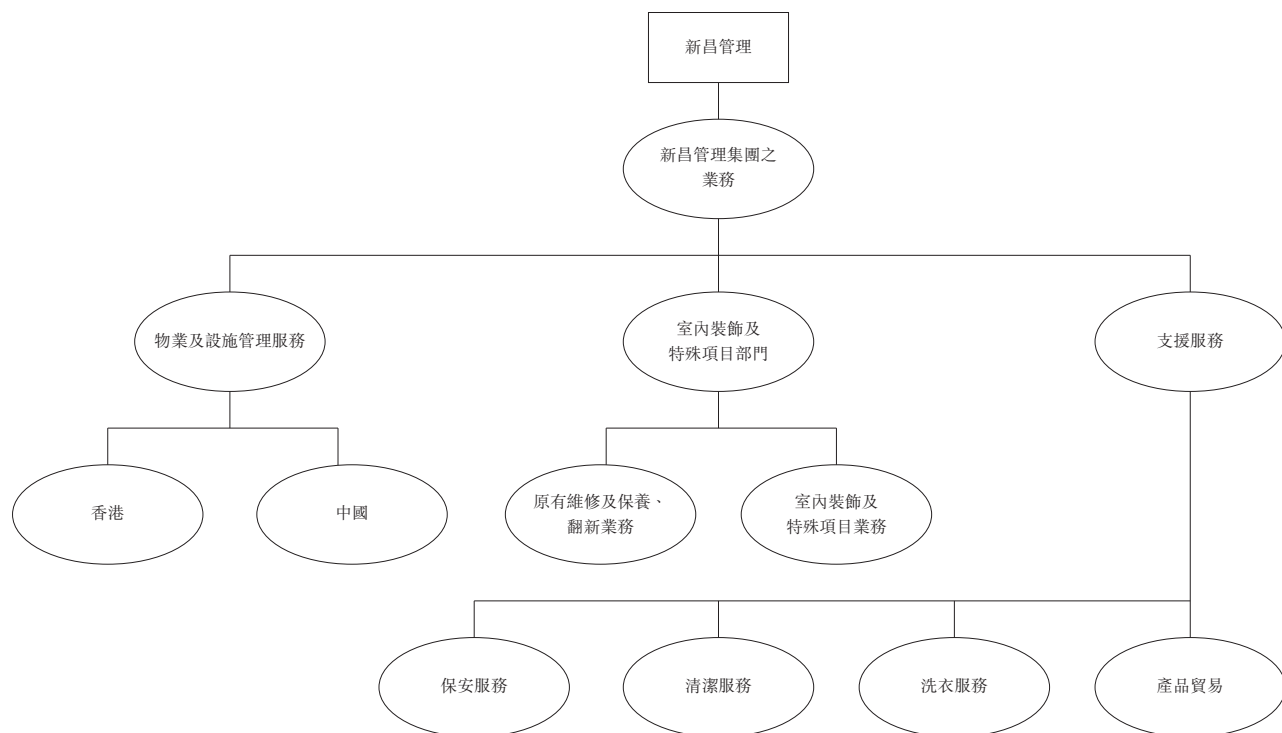 新昌管理
新昌管理集團之
業務
物業及設施管理服務
室內裝飾及
特殊項目部門
支援服務
香港
中國
原有維修及保養、
翻新業務
室內裝飾及
特殊項目業務
保安服務
清潔服務
洗衣服務
產品貿易